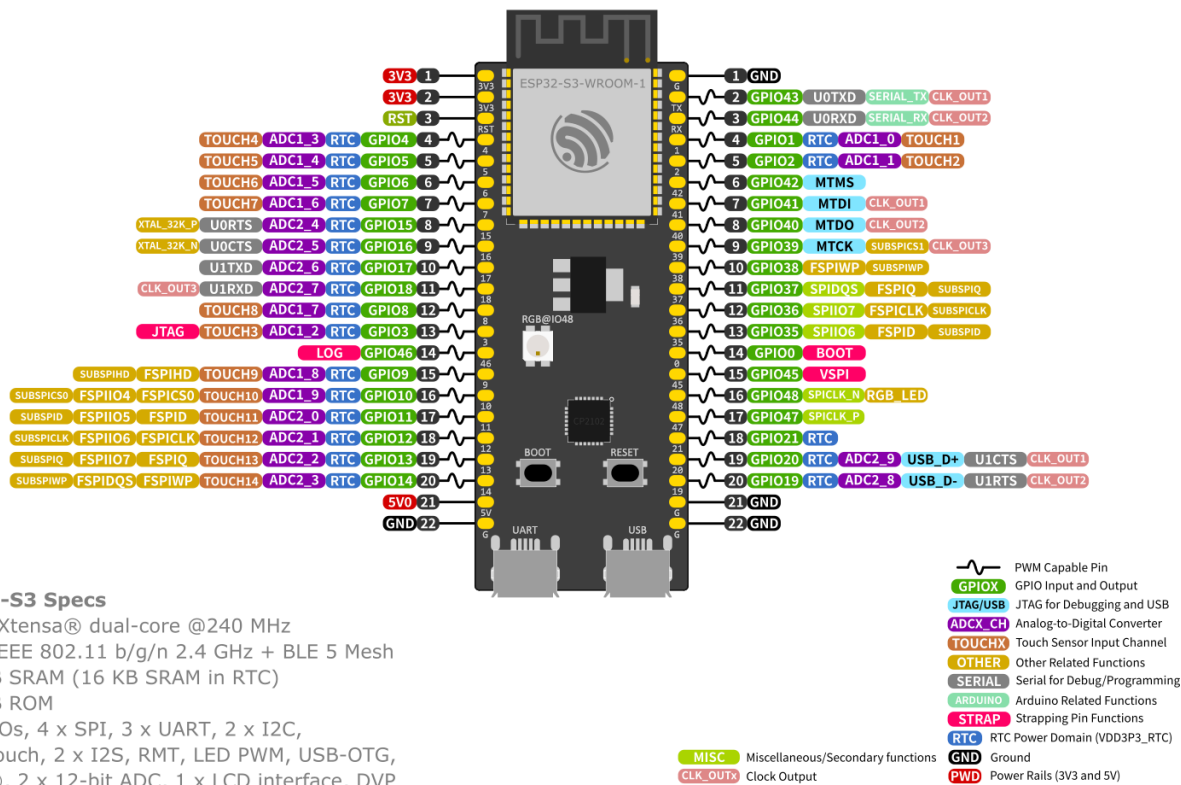 ESP32-S3-WROOM-1
3V3 1
3V3 2
RST 3
TOUCH4 ADC1_3 RTC GPIO4 4
TOUCH5 ADC1_4 RTC GPIO5 5
TOUCH6 ADC1_5 RTC GPIO6 6
TOUCH7 ADC1_6 RTC GPIO7 7
XTAL_32K_P U0RTS ADC2_4 RTC GPIO15 8
XTAL_32K_N U0CTS ADC2_5 RTC GPIO16 9
U1TXD ADC2_6 RTC GPIO17 10
CLK_OUT3 U1RXD ADC2_7 RTC GPIO18 11
TOUCH8 ADC1_7 RTC GPIO8 12
JTAG TOUCH3 ADC1_2 RTC GPIO3 13
LOG GPIO46 14
SUBSPIHD FSPIHD TOUCH9 ADC1_8 RTC GPIO9 15
SUBSPICS0 FSPIIO4 FSPICS0 TOUCH10 ADC1_9 RTC GPIO10 16
SUBSPID FSPIIO5 FSPID TOUCH11 ADC2_0 RTC GPIO11 17
SUBSPICLK FSPIIO6 FSPICLK TOUCH12 ADC2_1 RTC GPIO12 18
SUBSPIQ FSPIIO7 FSPIQ TOUCH13 ADC2_2 RTC GPIO13 19
SUBSPIWP FSPIDQS FSPIWP TOUCH14 ADC2_3 RTC GPIO14 20
5V0 21
GND 22
3V3
3V3
RST
4
5
6
7
15
16
17
18
8
3
46
9
10
11
12
13
14
5V
G
RGB@IO48
CP2102
BOOT
RESET
UART
USB
G
TX
RX
1
2
42
41
40
39
38
37
36
35
0
45
48
47
21
20
19
G
G
1 GND
2 GPIO43 U0TXD SERIAL_TX CLK_OUT1
3 GPIO44 U0RXD SERIAL_RX CLK_OUT2
4 GPIO1 RTC ADC1_0 TOUCH1
5 GPIO2 RTC ADC1_1 TOUCH2
6 GPIO42 MTMS
7 GPIO41 MTDI CLK_OUT1
8 GPIO40 MTDO CLK_OUT2
9 GPIO39 MTCK SUBSPICS1 CLK_OUT3
10 GPIO38 FSPIWP SUBSPIWP
11 GPIO37 SPIDQS FSPIQ SUBSPIQ
12 GPIO36 SPIIO7 FSPICLK SUBSPICLK
13 GPIO35 SPIIO6 FSPID SUBSPID
14 GPIO0 BOOT
15 GPIO45 VSPI
16 GPIO48 SPICLK_N RGB_LED
17 GPIO47 SPICLK_P
18 GPIO21 RTC
19 GPIO20 RTC ADC2_9 USB_D+ U1CTS CLK_OUT1
20 GPIO19 RTC ADC2_8 USB_D- U1RTS CLK_OUT2
21 GND
22 GND
-S3 Specs
Xtensa® dual-core @240 MHz
EEE 802.11 b/g/n 2.4 GHz + BLE 5 Mesh
SRAM (16 KB SRAM in RTC)
ROM
Os, 4 x SPI, 3 x UART, 2 x I2C,
ouch, 2 x I2S, RMT, LED PWM, USB-OTG,
, 2 x 12-bit ADC, 1 x LCD interface, DVP
PWM Capable Pin
GPIOX GPIO Input and Output
JTAG/USB JTAG for Debugging and USB
ADCX_CH Analog-to-Digital Converter
TOUCHX Touch Sensor Input Channel
OTHER Other Related Functions
SERIAL Serial for Debug/Programming
ARDUINO Arduino Related Functions
STRAP Strapping Pin Functions
RTC RTC Power Domain (VDD3P3_RTC)
GND Ground
PWD Power Rails (3V3 and 5V)
MISC Miscellaneous/Secondary functions
CLK_OUTx Clock Output